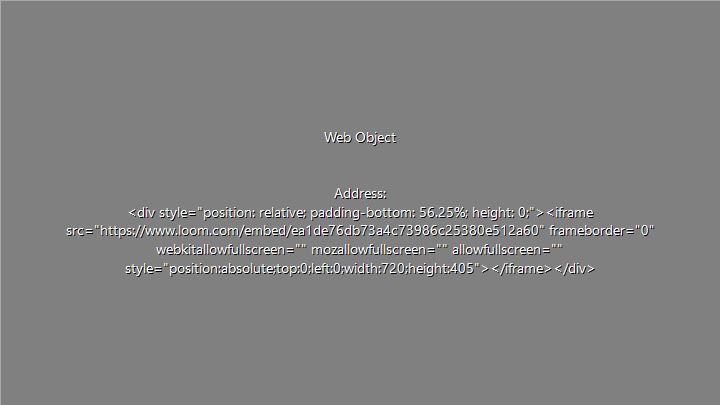 Web Object
Address:
<div style="position: relative; padding-bottom: 56.25%; height: 0;"><iframe
src="https://www.loom.com/embed/ea1de76db73a4c73986c25380e512a60" frameborder="0"
webkitallowfullscreen="" mozallowfullscreen="" allowfullscreen=""
style="position:absolute;top:0;left:0;width:720;height:405"></iframe></div>